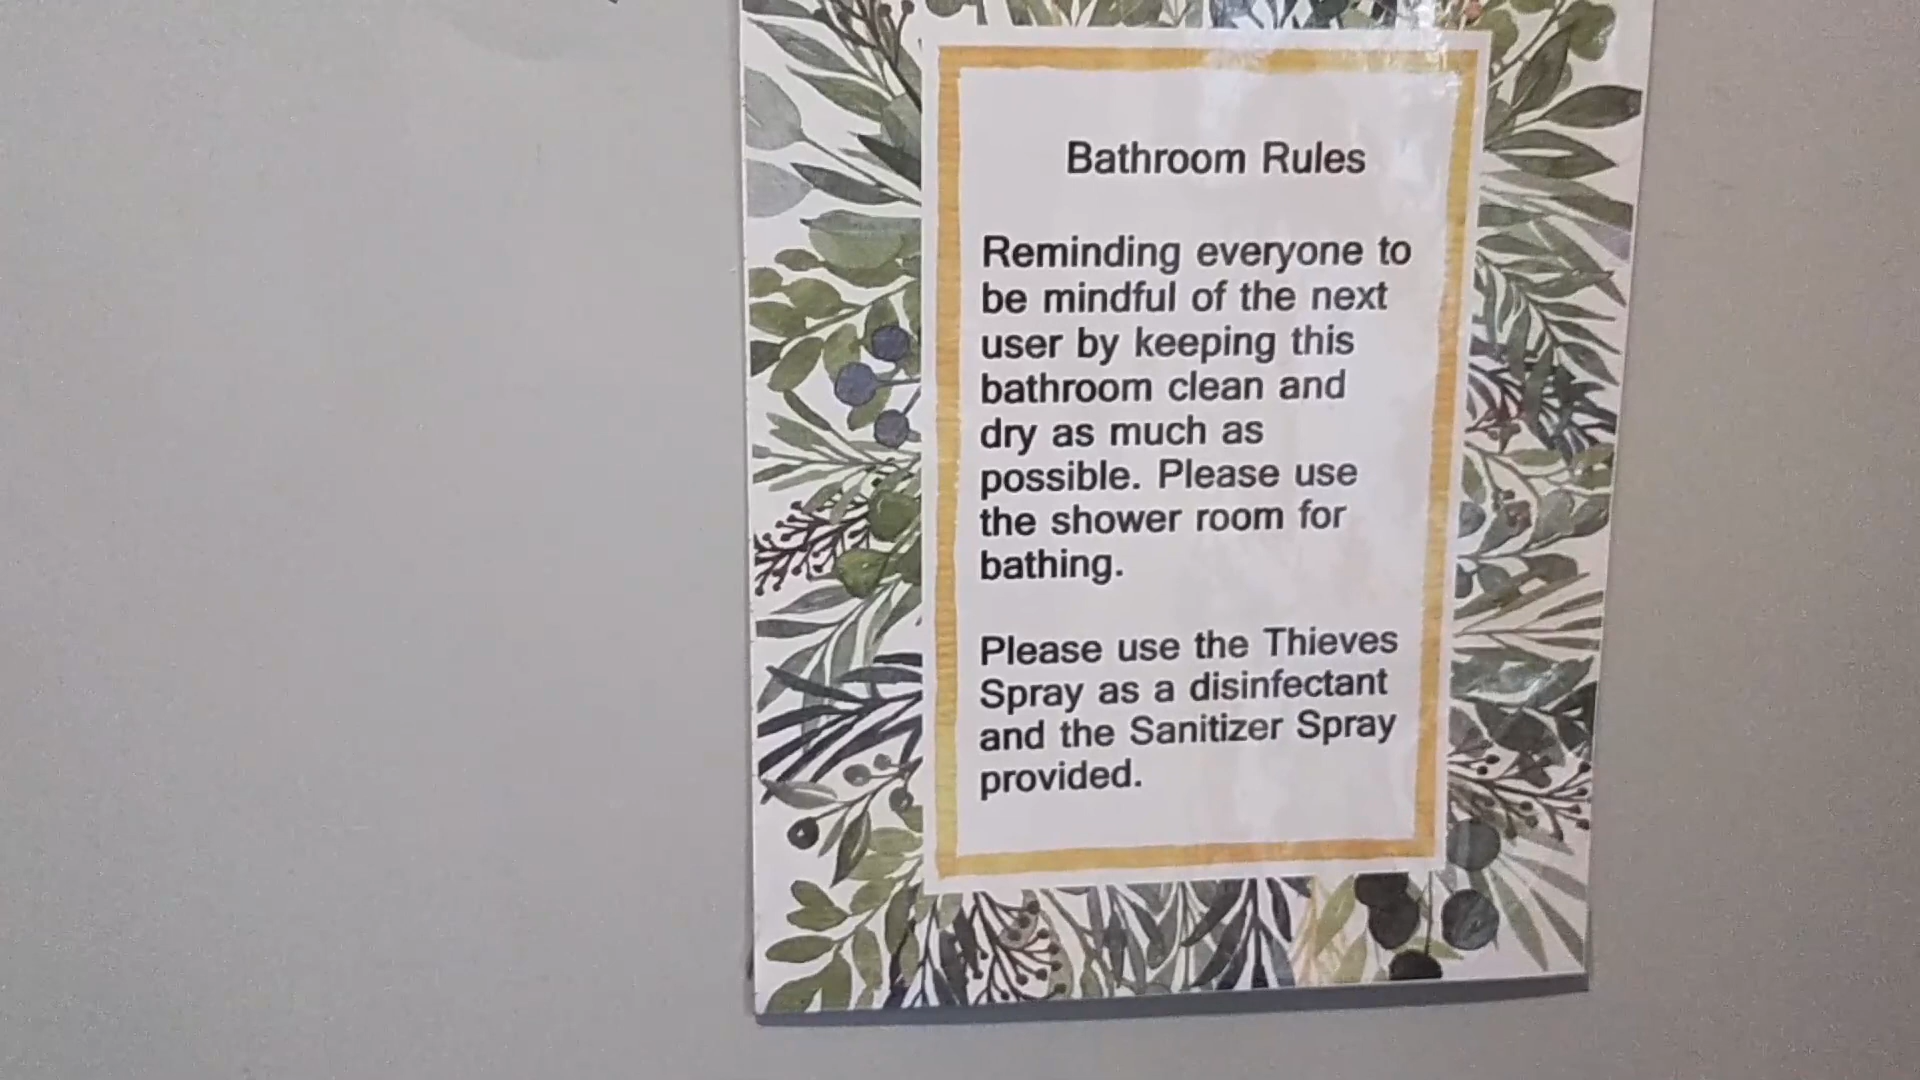 Bathroom Rules
Reminding everyone to
be mindful of the next
user by keeping this
bathroom clean and
dry as much as
possible. Please use
the shower room for
bathing.
Please use the Thieves
Spray as a disinfectant
and the Sanitizer Spray
provided.